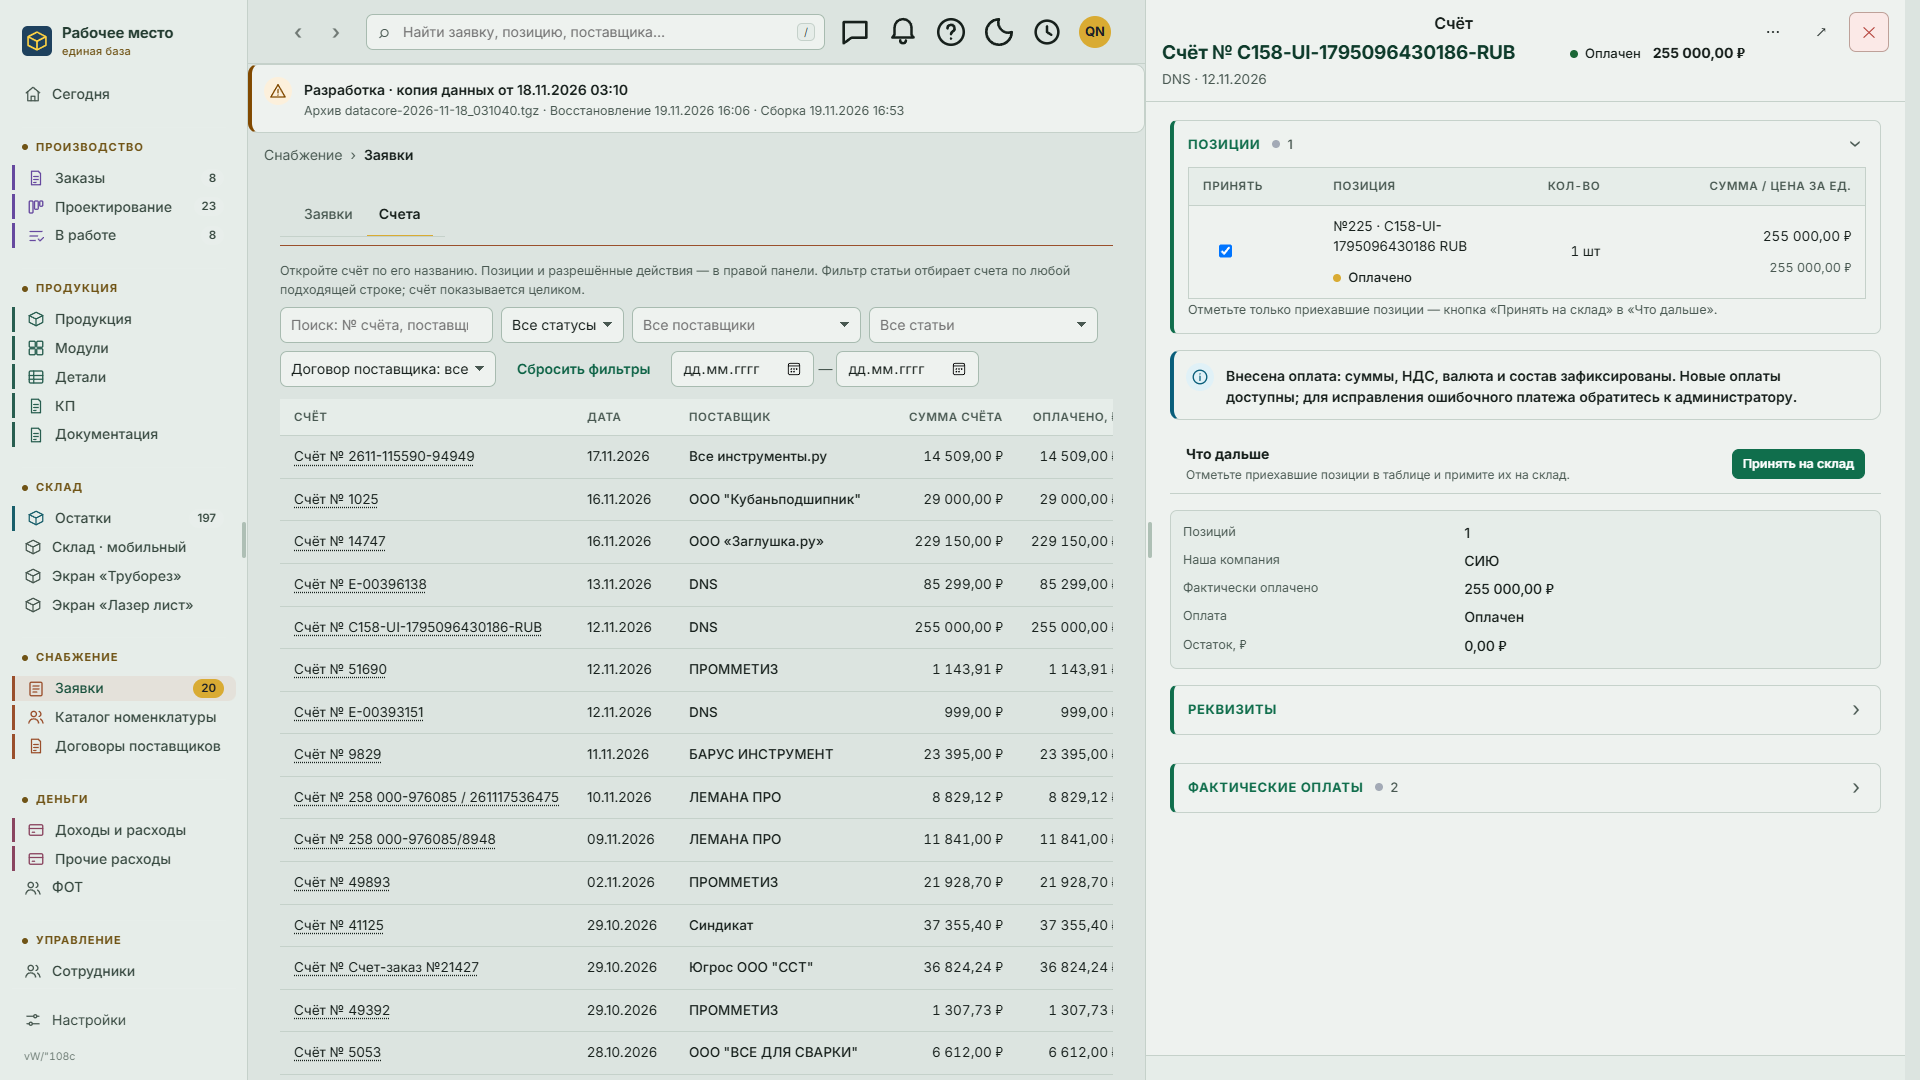 Рабочее место
единая база
Сегодня
ПРОИЗВОДСТВО
Заказы 8
Проектирование 23
В работе 8
ПРОДУКЦИЯ
Продукция
Модули
Детали
КП
Документация
СКЛАД
Остатки 197
Склад · мобильный
Экран «Труборез»
Экран «Лазер лист»
СНАБЖЕНИЕ
Заявки 20
Каталог номенклатуры
Договоры поставщиков
ДЕНЬГИ
Доходы и расходы
Прочие расходы
ФОТ
УПРАВЛЕНИЕ
Сотрудники
Настройки
vW/"108c
Найти заявку, позицию, поставщика... /
QN
Разработка · копия данных от 18.11.2026 03:10
Архив datacore-2026-11-18_031040.tgz · Восстановление 19.11.2026 16:06 · Сборка 19.11.2026 16:53
Снабжение › Заявки
Заявки Счета
Откройте счёт по его названию. Позиции и разрешённые действия — в правой панели. Фильтр статьи отбирает счета по любой
подходящей строке; счёт показывается целиком.
Поиск: № счёта, поставщи Все статусы Все поставщики Все статьи
Договор поставщика: все Сбросить фильтры дд.мм.гггг — дд.мм.гггг
СЧЁТ ДАТА ПОСТАВЩИК СУММА СЧЁТА ОПЛАЧЕНО,
Счёт № 2611-115590-94949 17.11.2026 Все инструменты.ру 14 509,00 ₽ 14 509,00
Счёт № 1025 16.11.2026 ООО "Кубаньподшипник" 29 000,00 ₽ 29 000,00
Счёт № 14747 16.11.2026 ООО «Заглушка.ру» 229 150,00 ₽ 229 150,00
Счёт № Е-00396138 13.11.2026 DNS 85 299,00 ₽ 85 299,00
Счёт № C158-UI-1795096430186-RUB 12.11.2026 DNS 255 000,00 ₽ 255 000,00
Счёт № 51690 12.11.2026 ПРОММЕТИЗ 1 143,91 ₽ 1 143,91
Счёт № Е-00393151 12.11.2026 DNS 999,00 ₽ 999,00
Счёт № 9829 11.11.2026 БАРУС ИНСТРУМЕНТ 23 395,00 ₽ 23 395,00
Счёт № 258 000-976085 / 261117536475 10.11.2026 ЛЕМАНА ПРО 8 829,12 ₽ 8 829,12
Счёт № 258 000-976085/8948 09.11.2026 ЛЕМАНА ПРО 11 841,00 ₽ 11 841,00
Счёт № 49893 02.11.2026 ПРОММЕТИЗ 21 928,70 ₽ 21 928,70
Счёт № 41125 29.10.2026 Синдикат 37 355,40 ₽ 37 355,40
Счёт № Счет-заказ №21427 29.10.2026 Югрос ООО "ССТ" 36 824,24 ₽ 36 824,24
Счёт № 49392 29.10.2026 ПРОММЕТИЗ 1 307,73 ₽ 1 307,73
Счёт № 5053 28.10.2026 ООО "ВСЕ ДЛЯ СВАРКИ" 6 612,00 ₽ 6 612,00
Счёт
Счёт № C158-UI-1795096430186-RUB Оплачен 255 000,00 ₽
DNS · 12.11.2026
ПОЗИЦИИ 1
ПРИНЯТЬ ПОЗИЦИЯ КОЛ-ВО СУММА / ЦЕНА ЗА ЕД.
№225 · C158-UI-
1795096430186 RUB
Оплачено
1 шт
255 000,00 ₽
255 000,00 ₽
Отметьте только приехавшие позиции — кнопка «Принять на склад» в «Что дальше».
Внесена оплата: суммы, НДС, валюта и состав зафиксированы. Новые оплаты
доступны; для исправления ошибочного платежа обратитесь к администратору.
Что дальше
Отметьте приехавшие позиции в таблице и примите их на склад.
Принять на склад
Позиций 1
Наша компания СИЮ
Фактически оплачено 255 000,00 ₽
Оплата Оплачен
Остаток, ₽ 0,00 ₽
РЕКВИЗИТЫ
ФАКТИЧЕСКИЕ ОПЛАТЫ 2